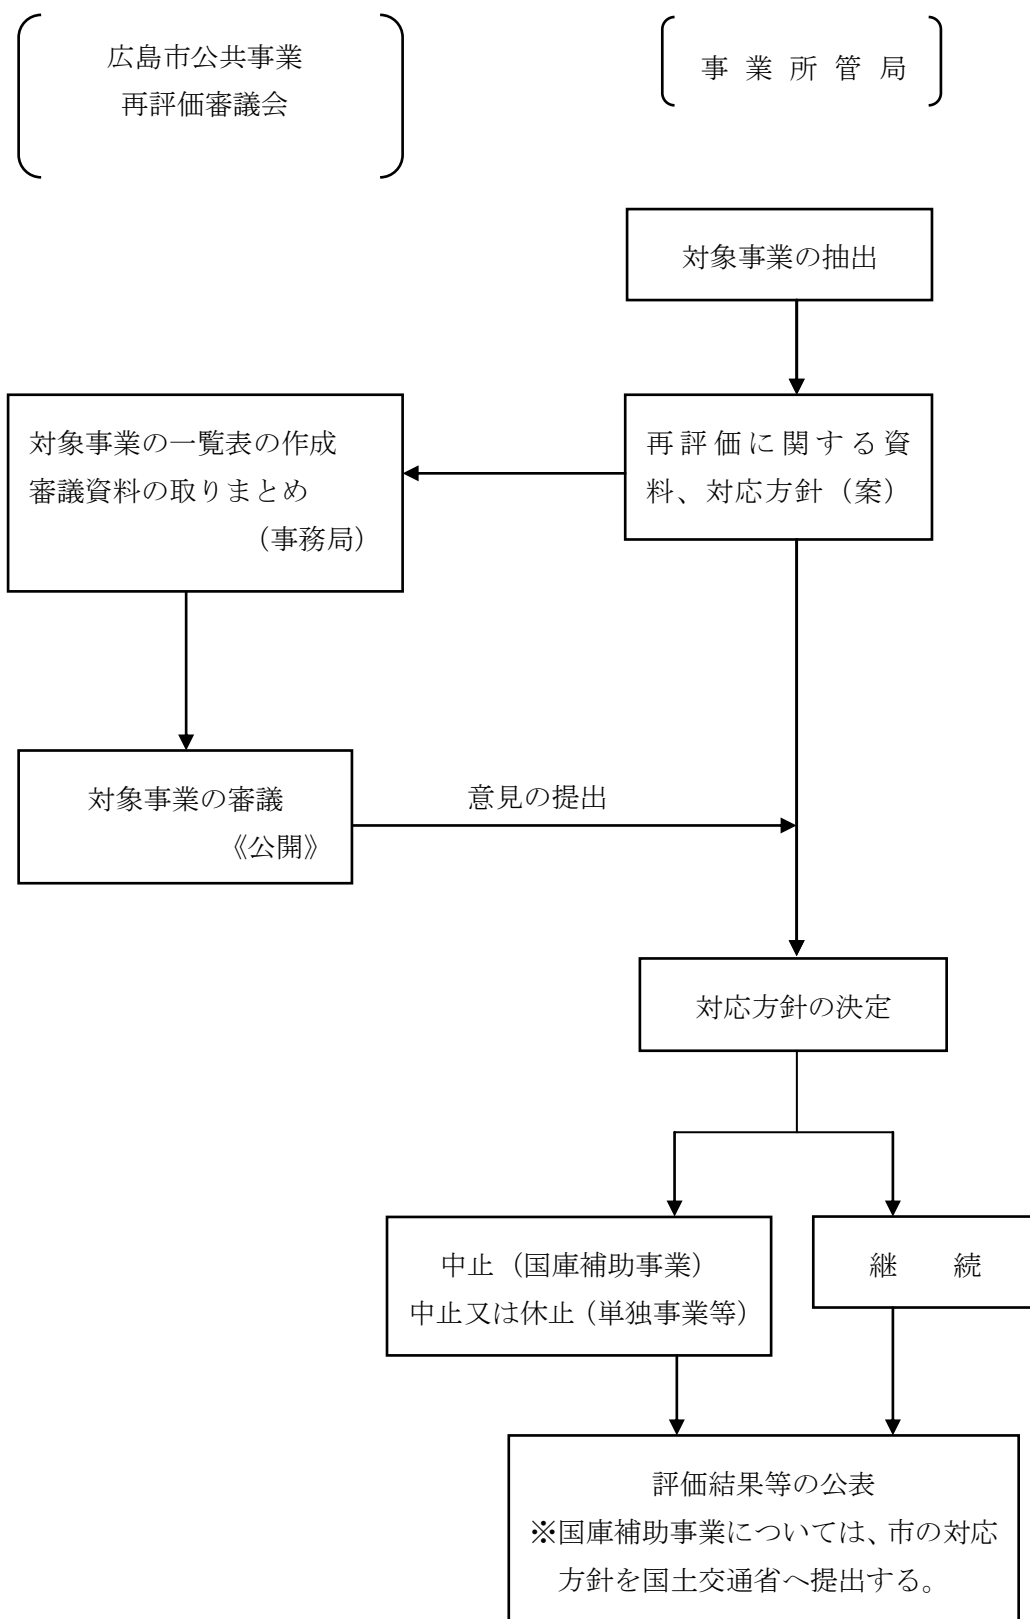 広島市公共事業
再評価審議会
事業所管局
対象事業の抽出
対象事業の一覧表の作成
審議資料の取りまとめ
（事務局）
再評価に関する資
料、対応方針（案）
対象事業の審議
《公開》
意見の提出
対応方針の決定
中止（国庫補助事業）
中止又は休止（単独事業等）
継　続
評価結果等の公表
※国庫補助事業については、市の対応
方針を国土交通省へ提出する。